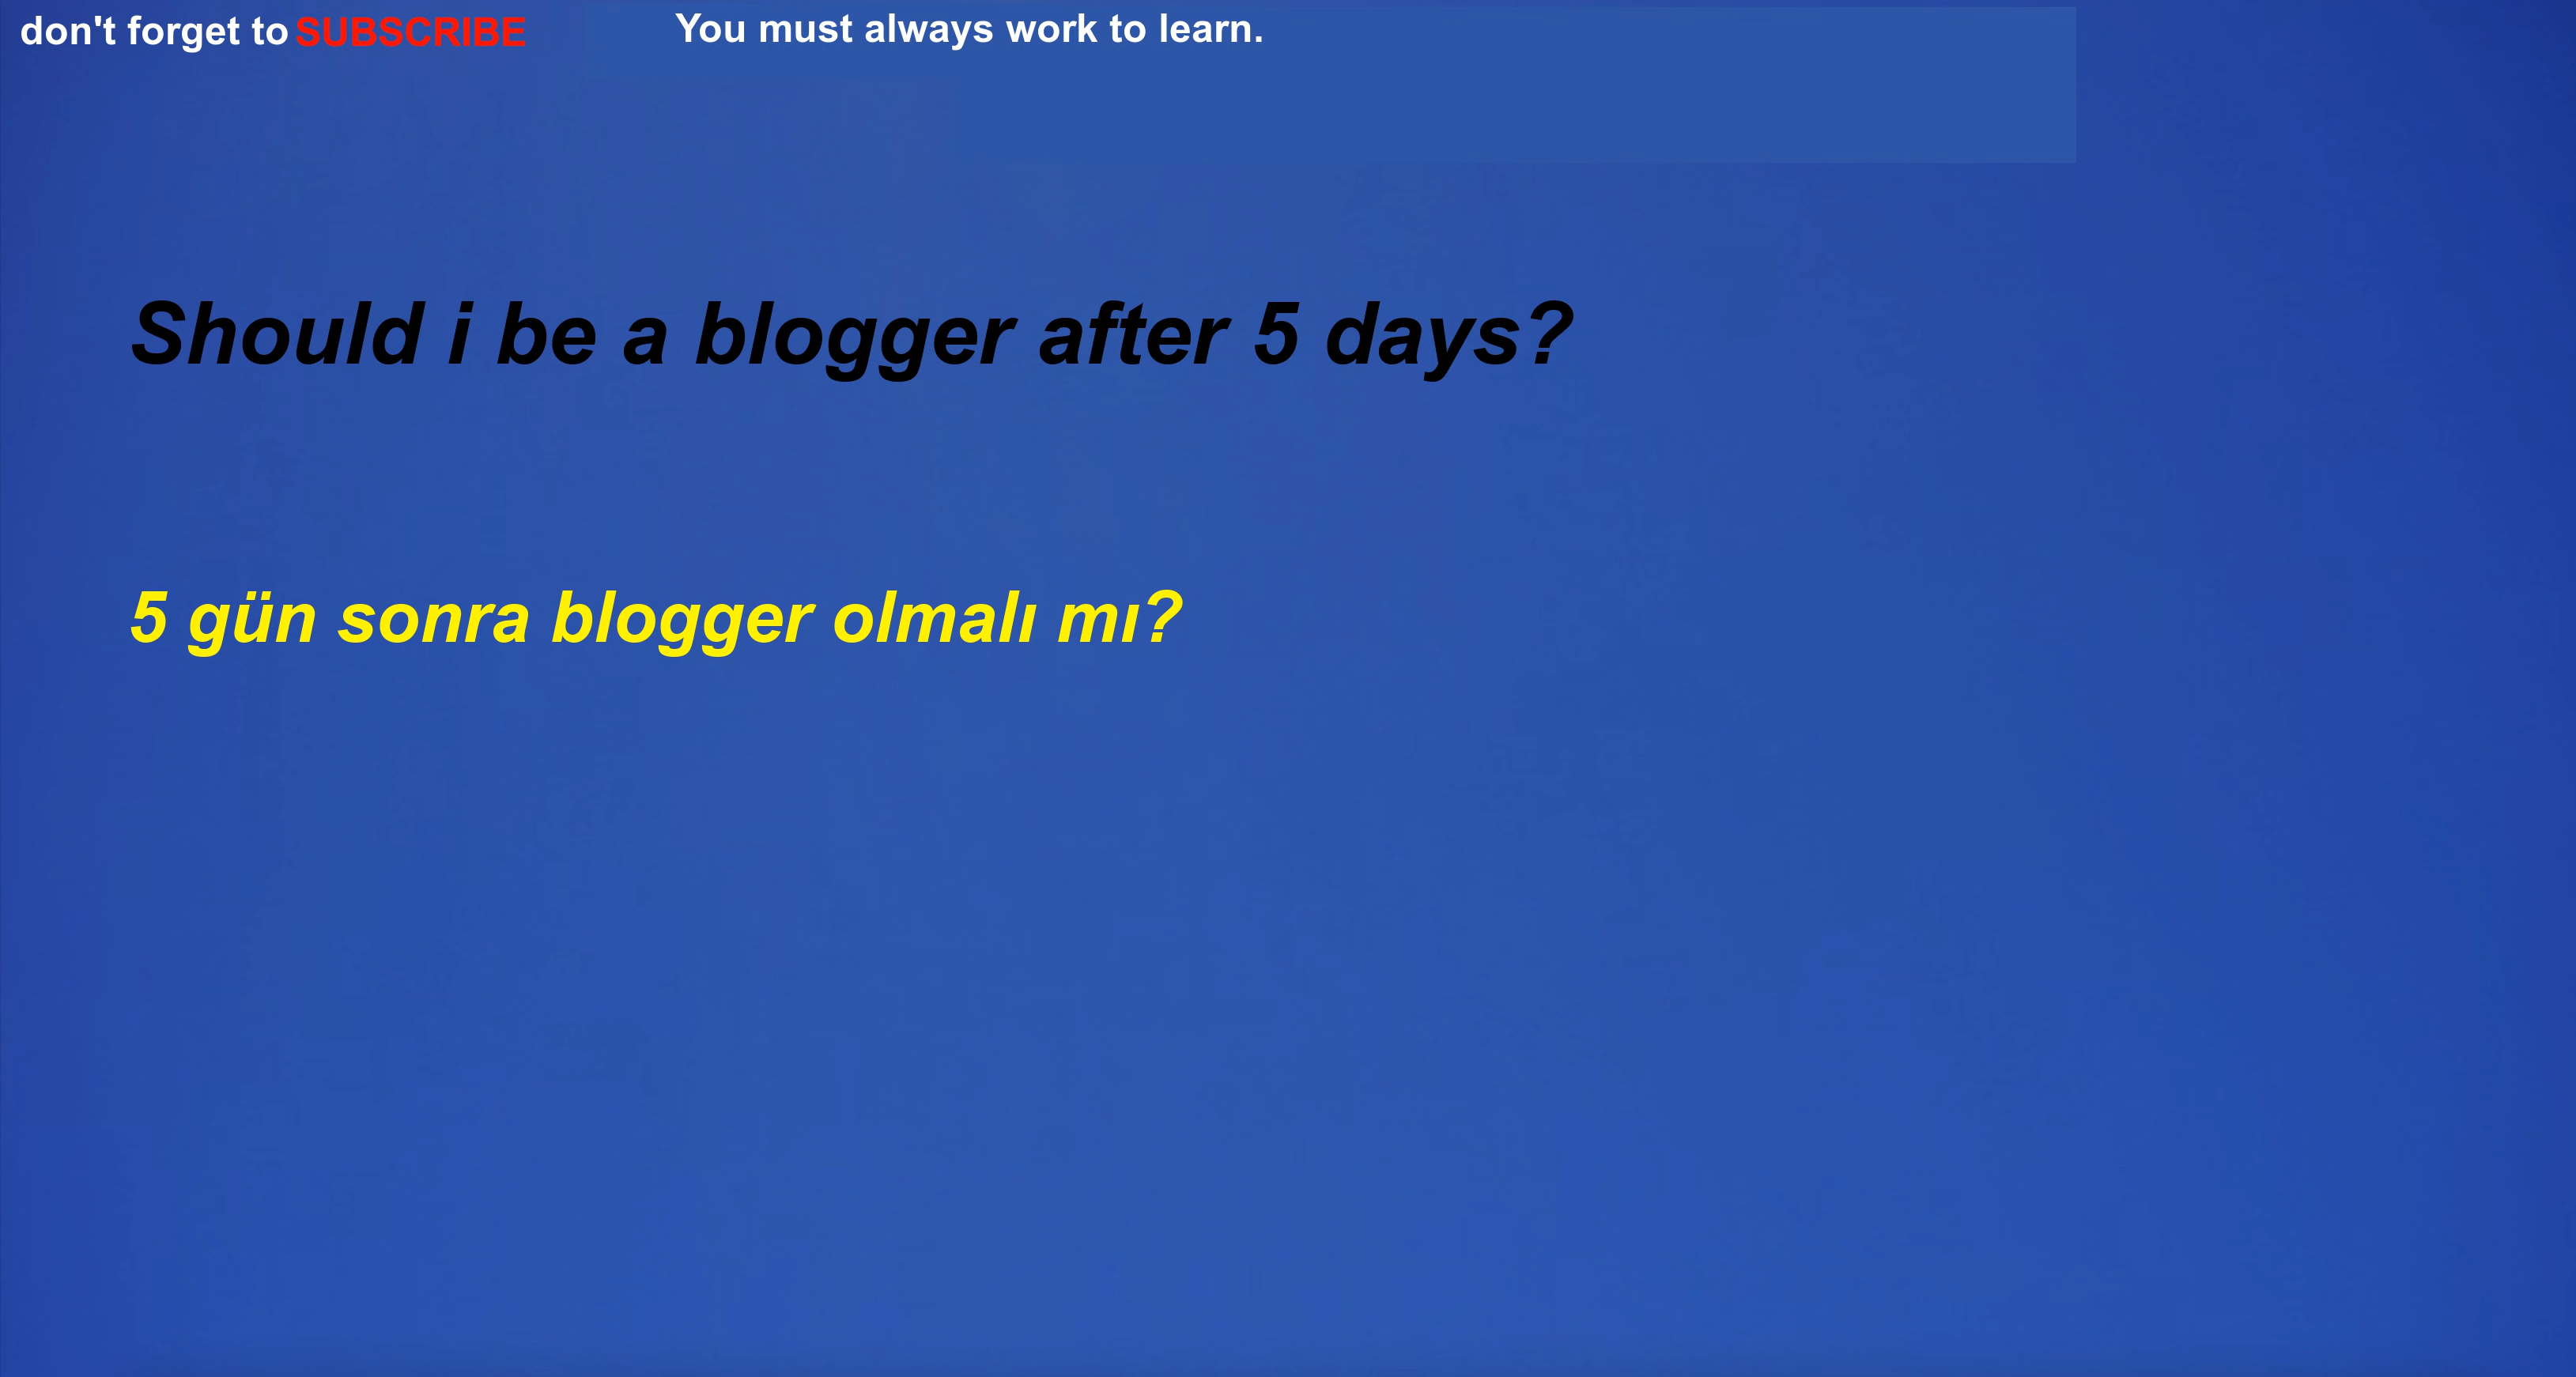 don't forget to SUBSCRIBE
You must always work to learn.
Should i be a blogger after 5 days?
5 gün sonra blogger olmalı mı?